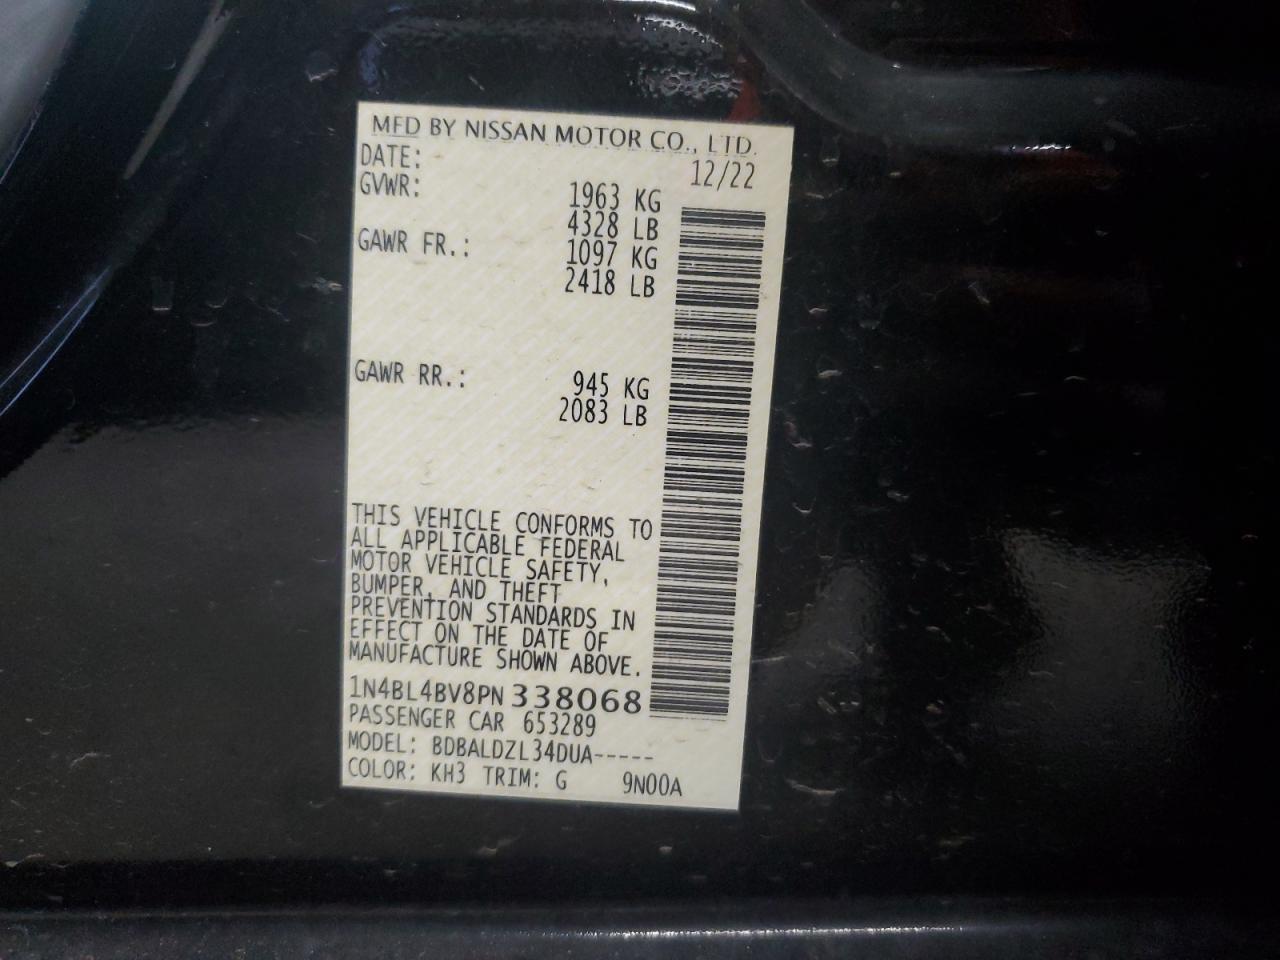 MFD BY NISSAN MOTOR CO., LTD.
DATE: 12/22
GVWR: 1963 KG
4328 LB
GAWR FR.: 1097 KG
2418 LB
GAWR RR.: 945 KG
2083 LB
THIS VEHICLE CONFORMS TO
ALL APPLICABLE FEDERAL
MOTOR VEHICLE SAFETY,
BUMPER, AND THEFT
PREVENTION STANDARDS IN
EFFECT ON THE DATE OF
MANUFACTURE SHOWN ABOVE.
1N4BL4BV8PN338068
PASSENGER CAR 653289
MODEL: BDBALDZL34DUA-----
COLOR: KH3 TRIM: G 9N00A